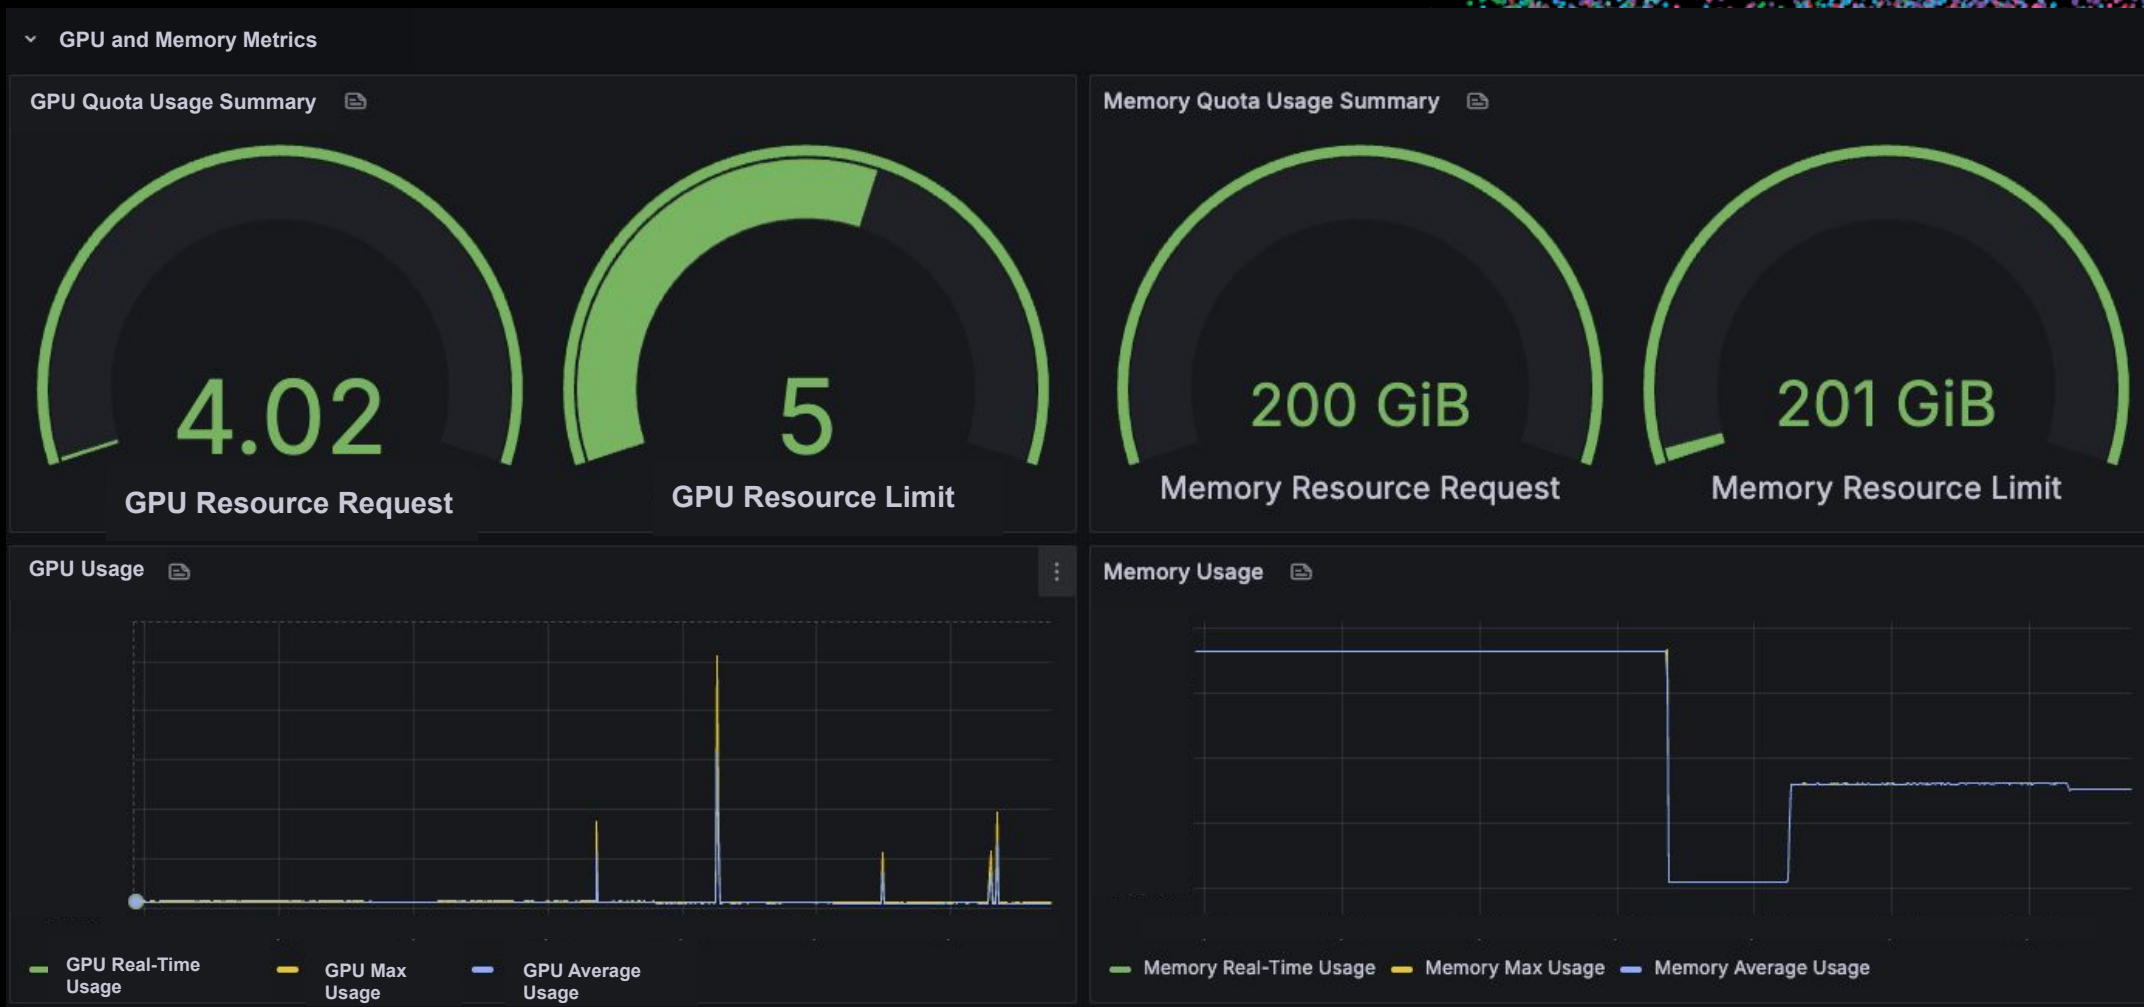 GPU and Memory Metrics
GPU Quota Usage Summary
Memory Quota Usage Summary
4.02
5
200 GiB
201 GiB
GPU Resource Request
GPU Resource Limit
Memory Resource Request
Memory Resource Limit
GPU Usage
Memory Usage
GPU Real-Time
Usage
GPU Max
Usage
GPU Average
Usage
Memory Real-Time Usage
Memory Max Usage
Memory Average Usage